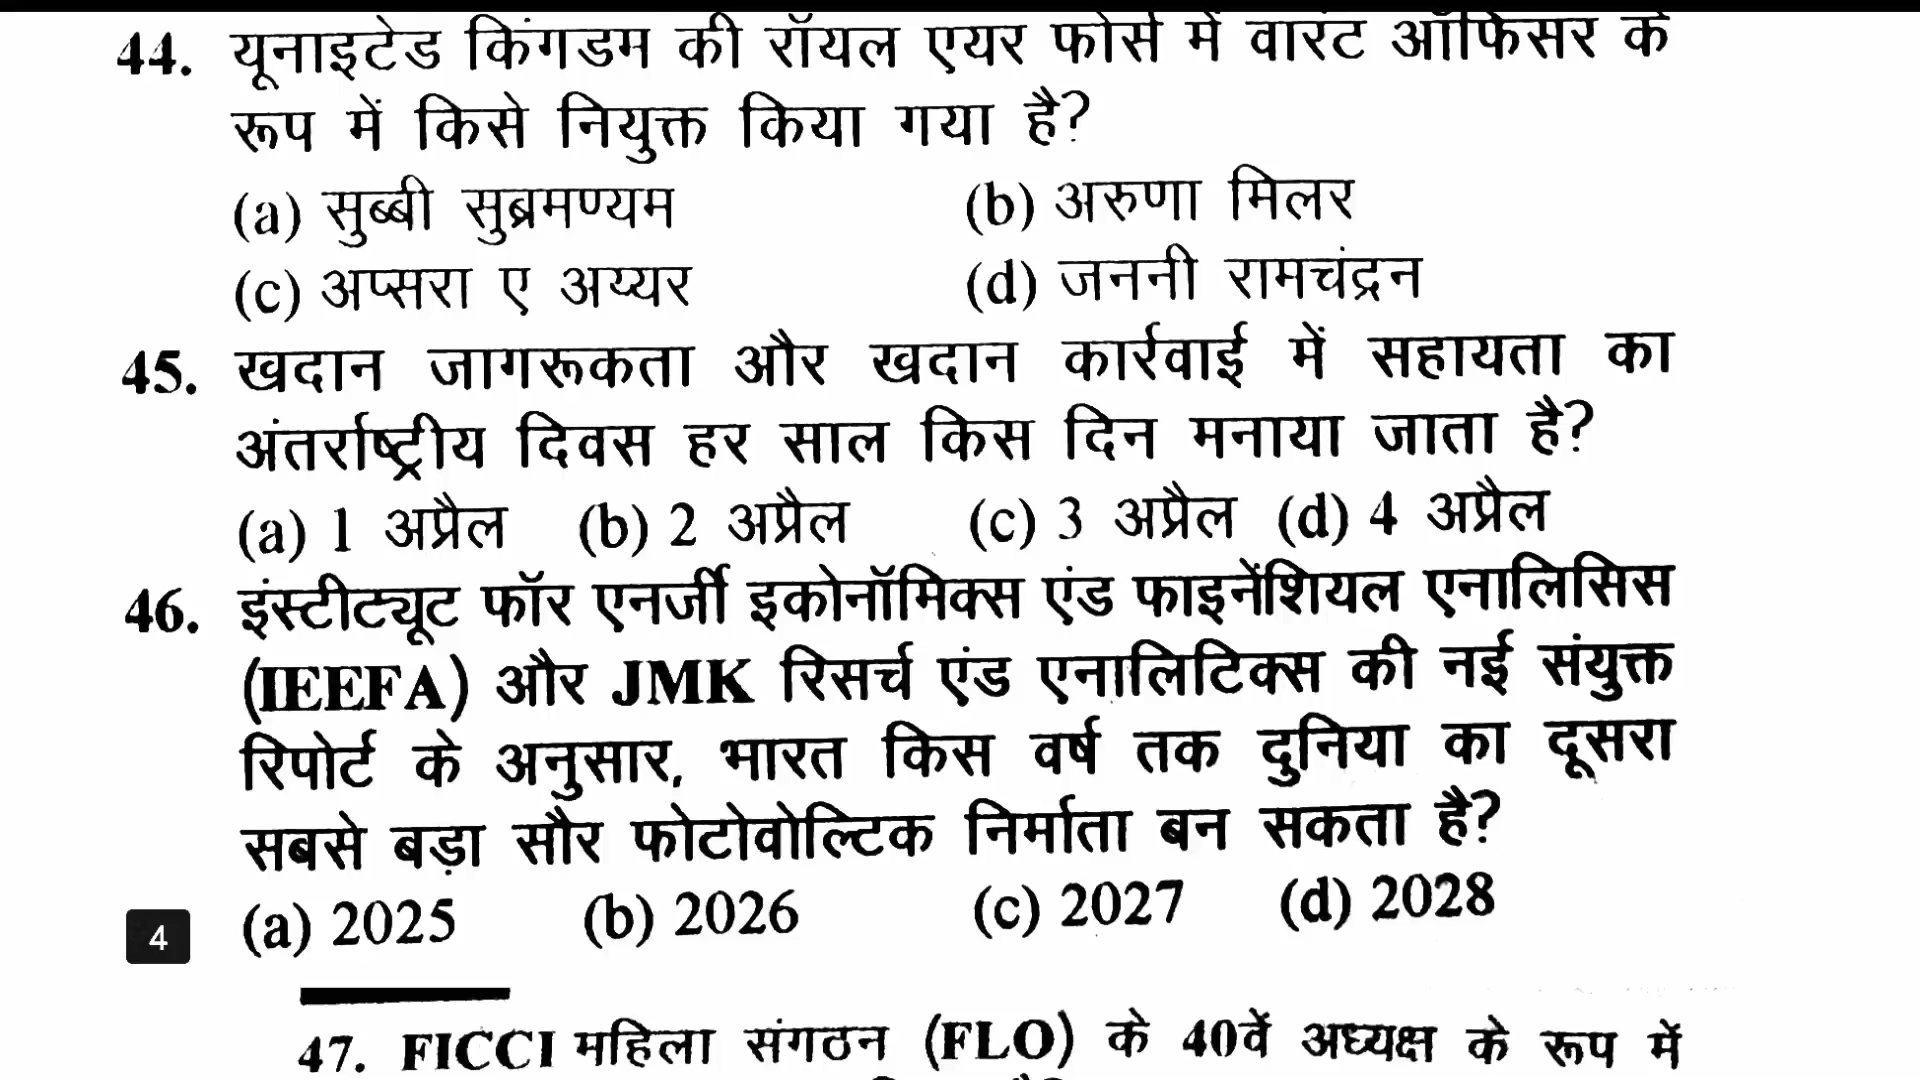 44. यूनाइटेड किंगडम की रॉयल एयर फोर्स में वारंट ऑफिसर के
रूप में किसे नियुक्त किया गया है?
(a) सुब्बी सुब्रमण्यम (b) अरुणा मिलर
(c) अप्सरा ए अय्यर (d) जननी रामचंद्रन
45. खदान जागरूकता और खदान कार्रवाई में सहायता का
अंतर्राष्ट्रीय दिवस हर साल किस दिन मनाया जाता है?
(a) 1 अप्रैल (b) 2 अप्रैल (c) 3 अप्रैल (d) 4 अप्रैल
46. इंस्टीट्यूट फॉर एनर्जी इकोनॉमिक्स एंड फाइनेंशियल एनालिसिस
(IEEFA) और JMK रिसर्च एंड एनालिटिक्स की नई संयुक्त
रिपोर्ट के अनुसार, भारत किस वर्ष तक दुनिया का दूसरा
सबसे बड़ा सौर फोटोवोल्टिक निर्माता बन सकता है?
(a) 2025 (b) 2026 (c) 2027 (d) 2028
4
47. FICCI महिला संगठन (FLO) के 40वें अध्यक्ष के रूप में